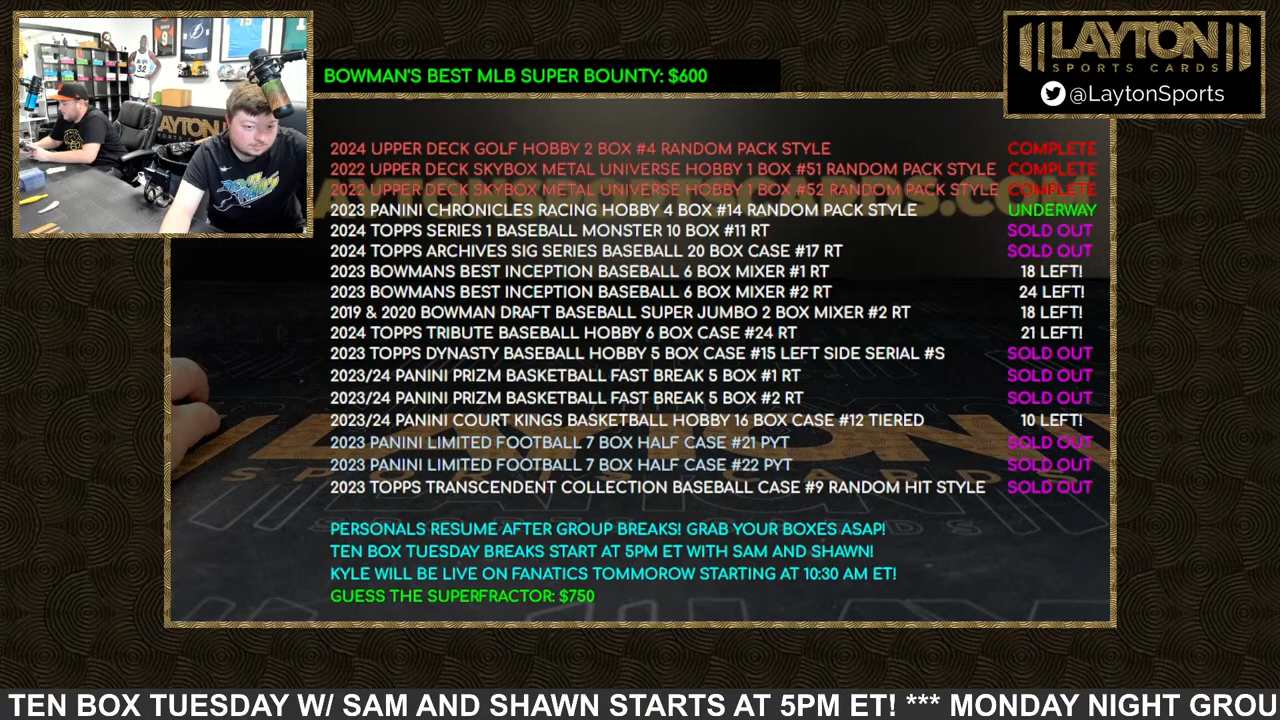 BOWMAN'S BEST MLB SUPER BOUNTY: $600
LAYTON
SPORTS CARDS
@LaytonSports
2024 UPPER DECK GOLF HOBBY 2 BOX #4 RANDOM PACK STYLE COMPLETE
2022 UPPER DECK SKYBOX METAL UNIVERSE HOBBY 1 BOX #51 RANDOM PACK STYLE COMPLETE
2022 UPPER DECK SKYBOX METAL UNIVERSE HOBBY 1 BOX #52 RANDOM PACK STYLE COMPLETE
2023 PANINI CHRONICLES RACING HOBBY 4 BOX #14 RANDOM PACK STYLE UNDERWAY
2024 TOPPS SERIES 1 BASEBALL MONSTER 10 BOX #11 RT SOLD OUT
2024 TOPPS ARCHIVES SIG SERIES BASEBALL 20 BOX CASE #17 RT SOLD OUT
2023 BOWMANS BEST INCEPTION BASEBALL 6 BOX MIXER #1 RT 18 LEFT!
2023 BOWMANS BEST INCEPTION BASEBALL 6 BOX MIXER #2 RT 24 LEFT!
2019 & 2020 BOWMAN DRAFT BASEBALL SUPER JUMBO 2 BOX MIXER #2 RT 18 LEFT!
2024 TOPPS TRIBUTE BASEBALL HOBBY 6 BOX CASE #24 RT 21 LEFT!
2023 TOPPS DYNASTY BASEBALL HOBBY 5 BOX CASE #15 LEFT SIDE SERIAL #S SOLD OUT
2023/24 PANINI PRIZM BASKETBALL FAST BREAK 5 BOX #1 RT SOLD OUT
2023/24 PANINI PRIZM BASKETBALL FAST BREAK 5 BOX #2 RT SOLD OUT
2023/24 PANINI COURT KINGS BASKETBALL HOBBY 16 BOX CASE #12 TIERED 10 LEFT!
2023 PANINI LIMITED FOOTBALL 7 BOX HALF CASE #21 PYT SOLD OUT
2023 PANINI LIMITED FOOTBALL 7 BOX HALF CASE #22 PYT SOLD OUT
2023 TOPPS TRANSCENDENT COLLECTION BASEBALL CASE #9 RANDOM HIT STYLE SOLD OUT
PERSONALS RESUME AFTER GROUP BREAKS! GRAB YOUR BOXES ASAP!
TEN BOX TUESDAY BREAKS START AT 5PM ET WITH SAM AND SHAWN!
KYLE WILL BE LIVE ON FANATICS TOMMOROW STARTING AT 10:30 AM ET!
GUESS THE SUPERFRACTOR: $750
TEN BOX TUESDAY W/ SAM AND SHAWN STARTS AT 5PM ET! *** MONDAY NIGHT GROU